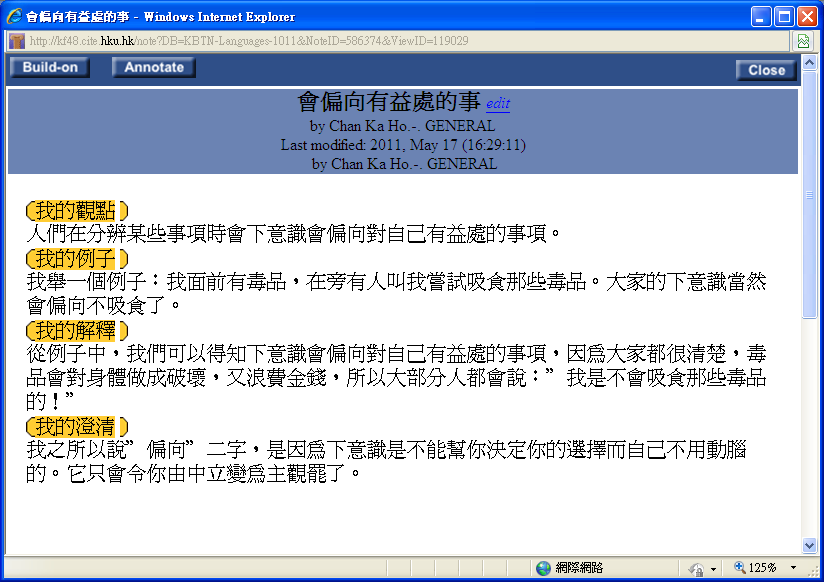 會偏向有益處的事 - Windows Internet Explorer
http://kf48.cite.hku.hk/note?DB=KBTN-Languages-1011&NoteID=586374&ViewID=119029
Build-on Annotate Close
會偏向有益處的事 edit
by Chan Ka Ho.-. GENERAL
Last modified: 2011, May 17 (16:29:11)
by Chan Ka Ho.-. GENERAL
(我的觀點 )
人們在分辨某些事項時會下意識會偏向對自己有益處的事項。
(我的例子 )
我舉一個例子：我面前有毒品，在旁有人叫我嘗試吸食那些毒品。大家的下意識當然
會偏向不吸食了。
(我的解釋 )
從例子中，我們可以得知下意識會偏向對自己有益處的事項，因為大家都很清楚，毒
品會對身體做成破壞，又浪費金錢，所以大部分人都會說：”我是不會吸食那些毒品
的！”
(我的澄清 )
我之所以說”偏向”二字，是因為下意識是不能幫你決定你的選擇而自己不用動腦
的。它只會令你由中立變為主觀罷了。
網際網路 125%